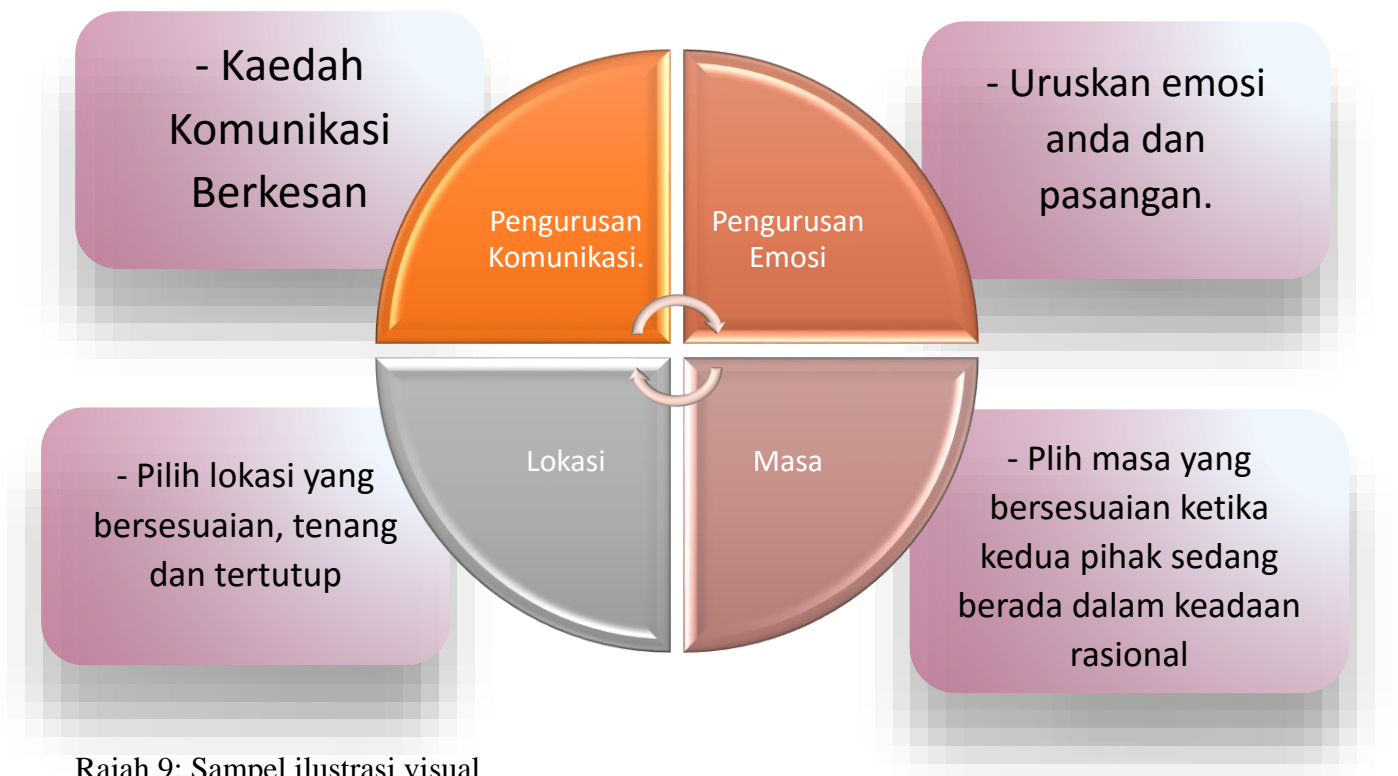 - Kaedah
Komunikasi
Berkesan
- Uruskan emosi
anda dan
pasangan.
Pengurusan
Komunikasi.
Pengurusan
Emosi
Lokasi
Masa
- Pilih lokasi yang
bersesuaian, tenang
dan tertutup
- Plih masa yang
bersesuaian ketika
kedua pihak sedang
berada dalam keadaan
rasional
Rajah 9: Sampel ilustrasi visual